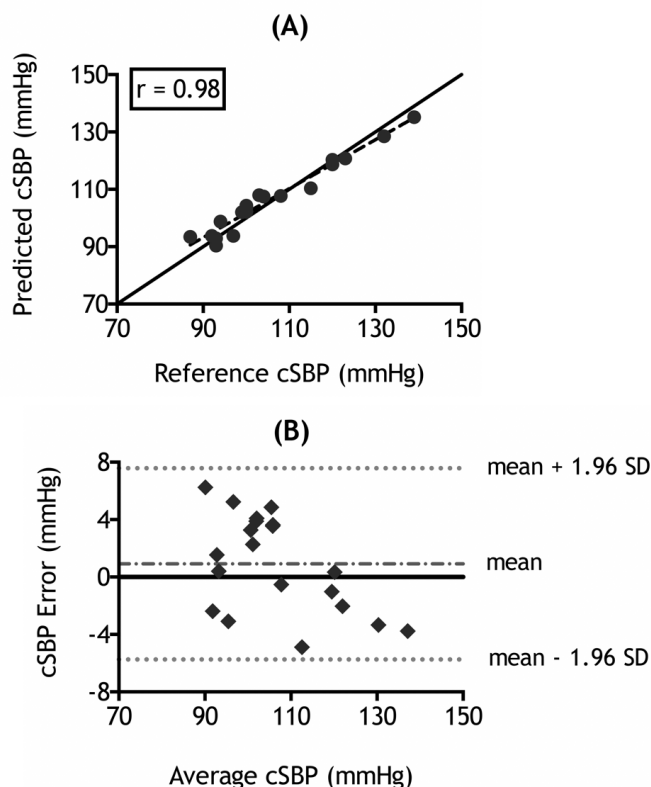 (A)
Predicted cSBP (mmHg)
150
130
110
90
70
r = 0.98
70 90 110 130 150
Reference cSBP (mmHg)
(B)
cSBP Error (mmHg)
8
4
0
-4
-8
mean + 1.96 SD
mean
mean - 1.96 SD
70 90 110 130 150
Average cSBP (mmHg)